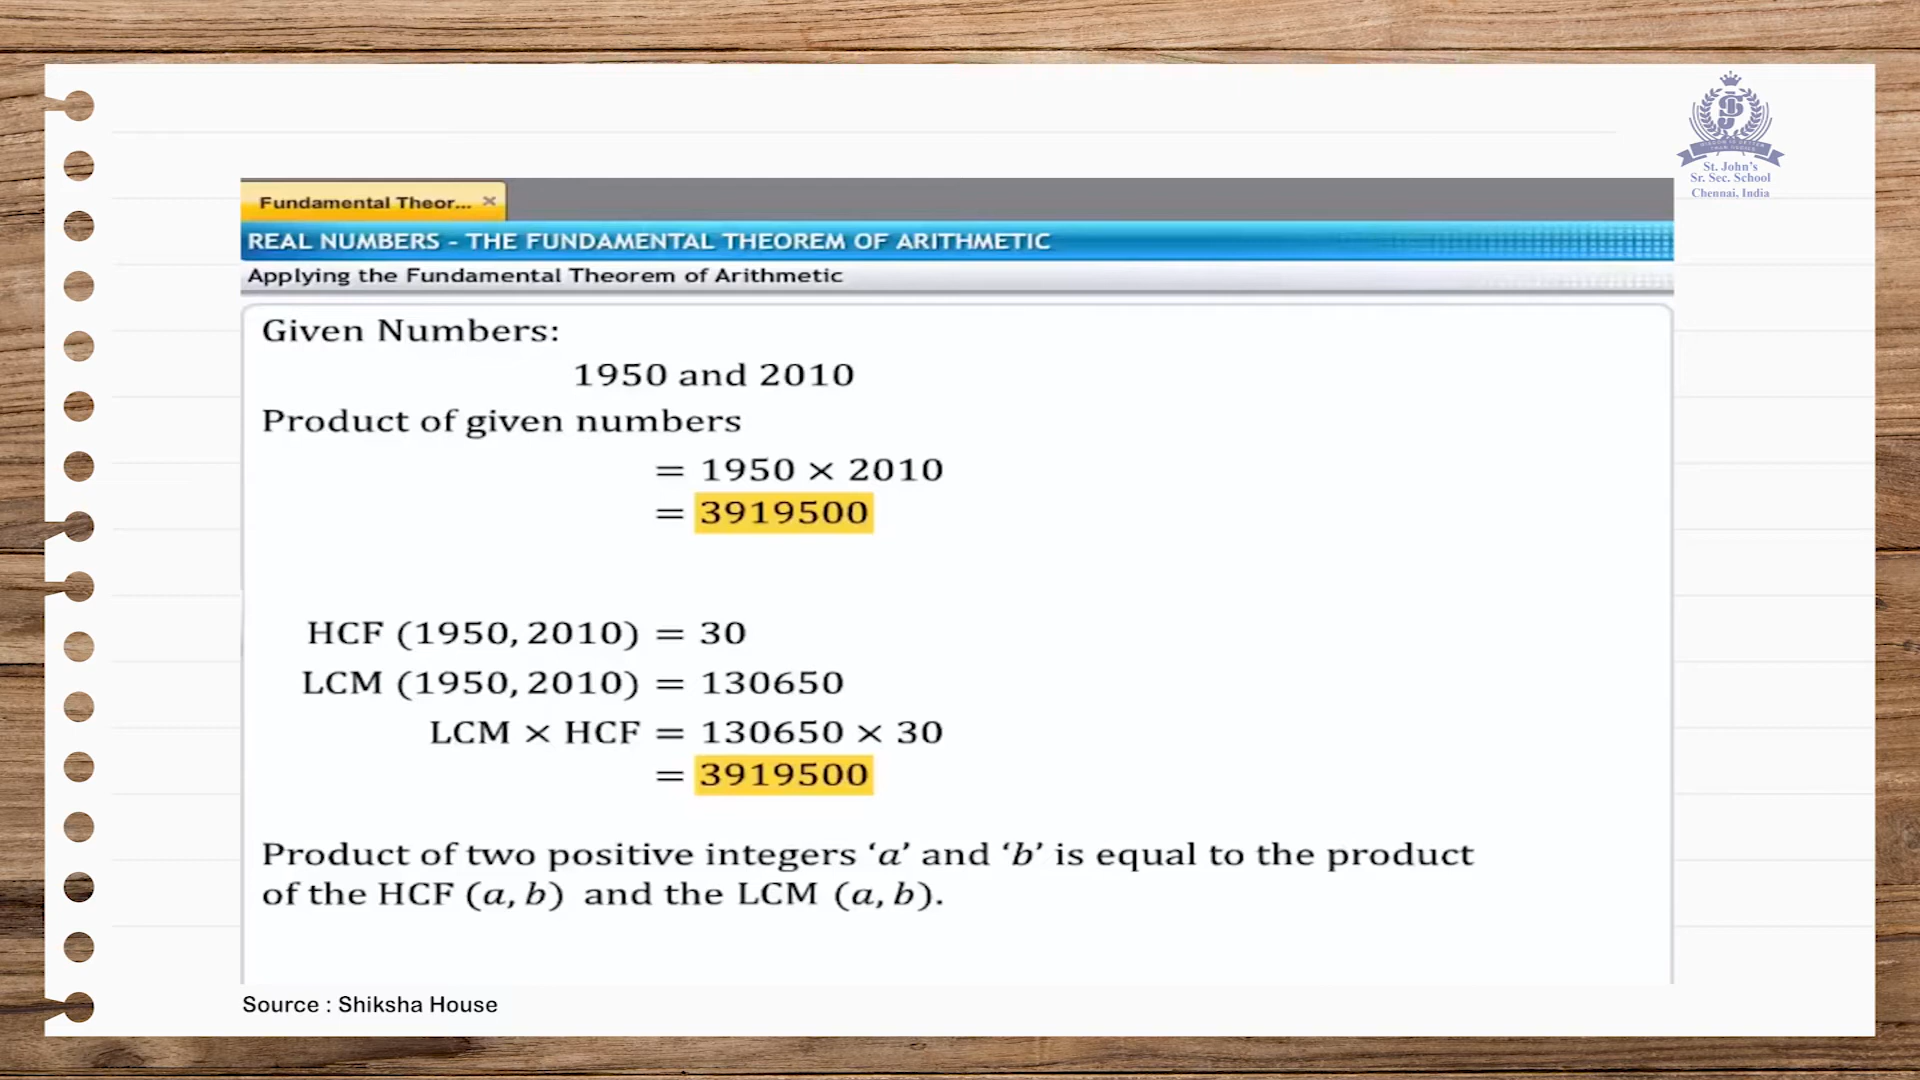 St. John's
Sr. Sec. School
Chennai, India
Fundamental Theor... ×
REAL NUMBERS - THE FUNDAMENTAL THEOREM OF ARITHMETIC
Applying the Fundamental Theorem of Arithmetic
Given Numbers:
1950 and 2010
Product of given numbers
= 1950 × 2010
= 3919500
HCF (1950, 2010) = 30
LCM (1950, 2010) = 130650
LCM × HCF = 130650 × 30
= 3919500
Product of two positive integers ‘a’ and ‘b’ is equal to the product
of the HCF (a, b) and the LCM (a, b).
Source : Shiksha House